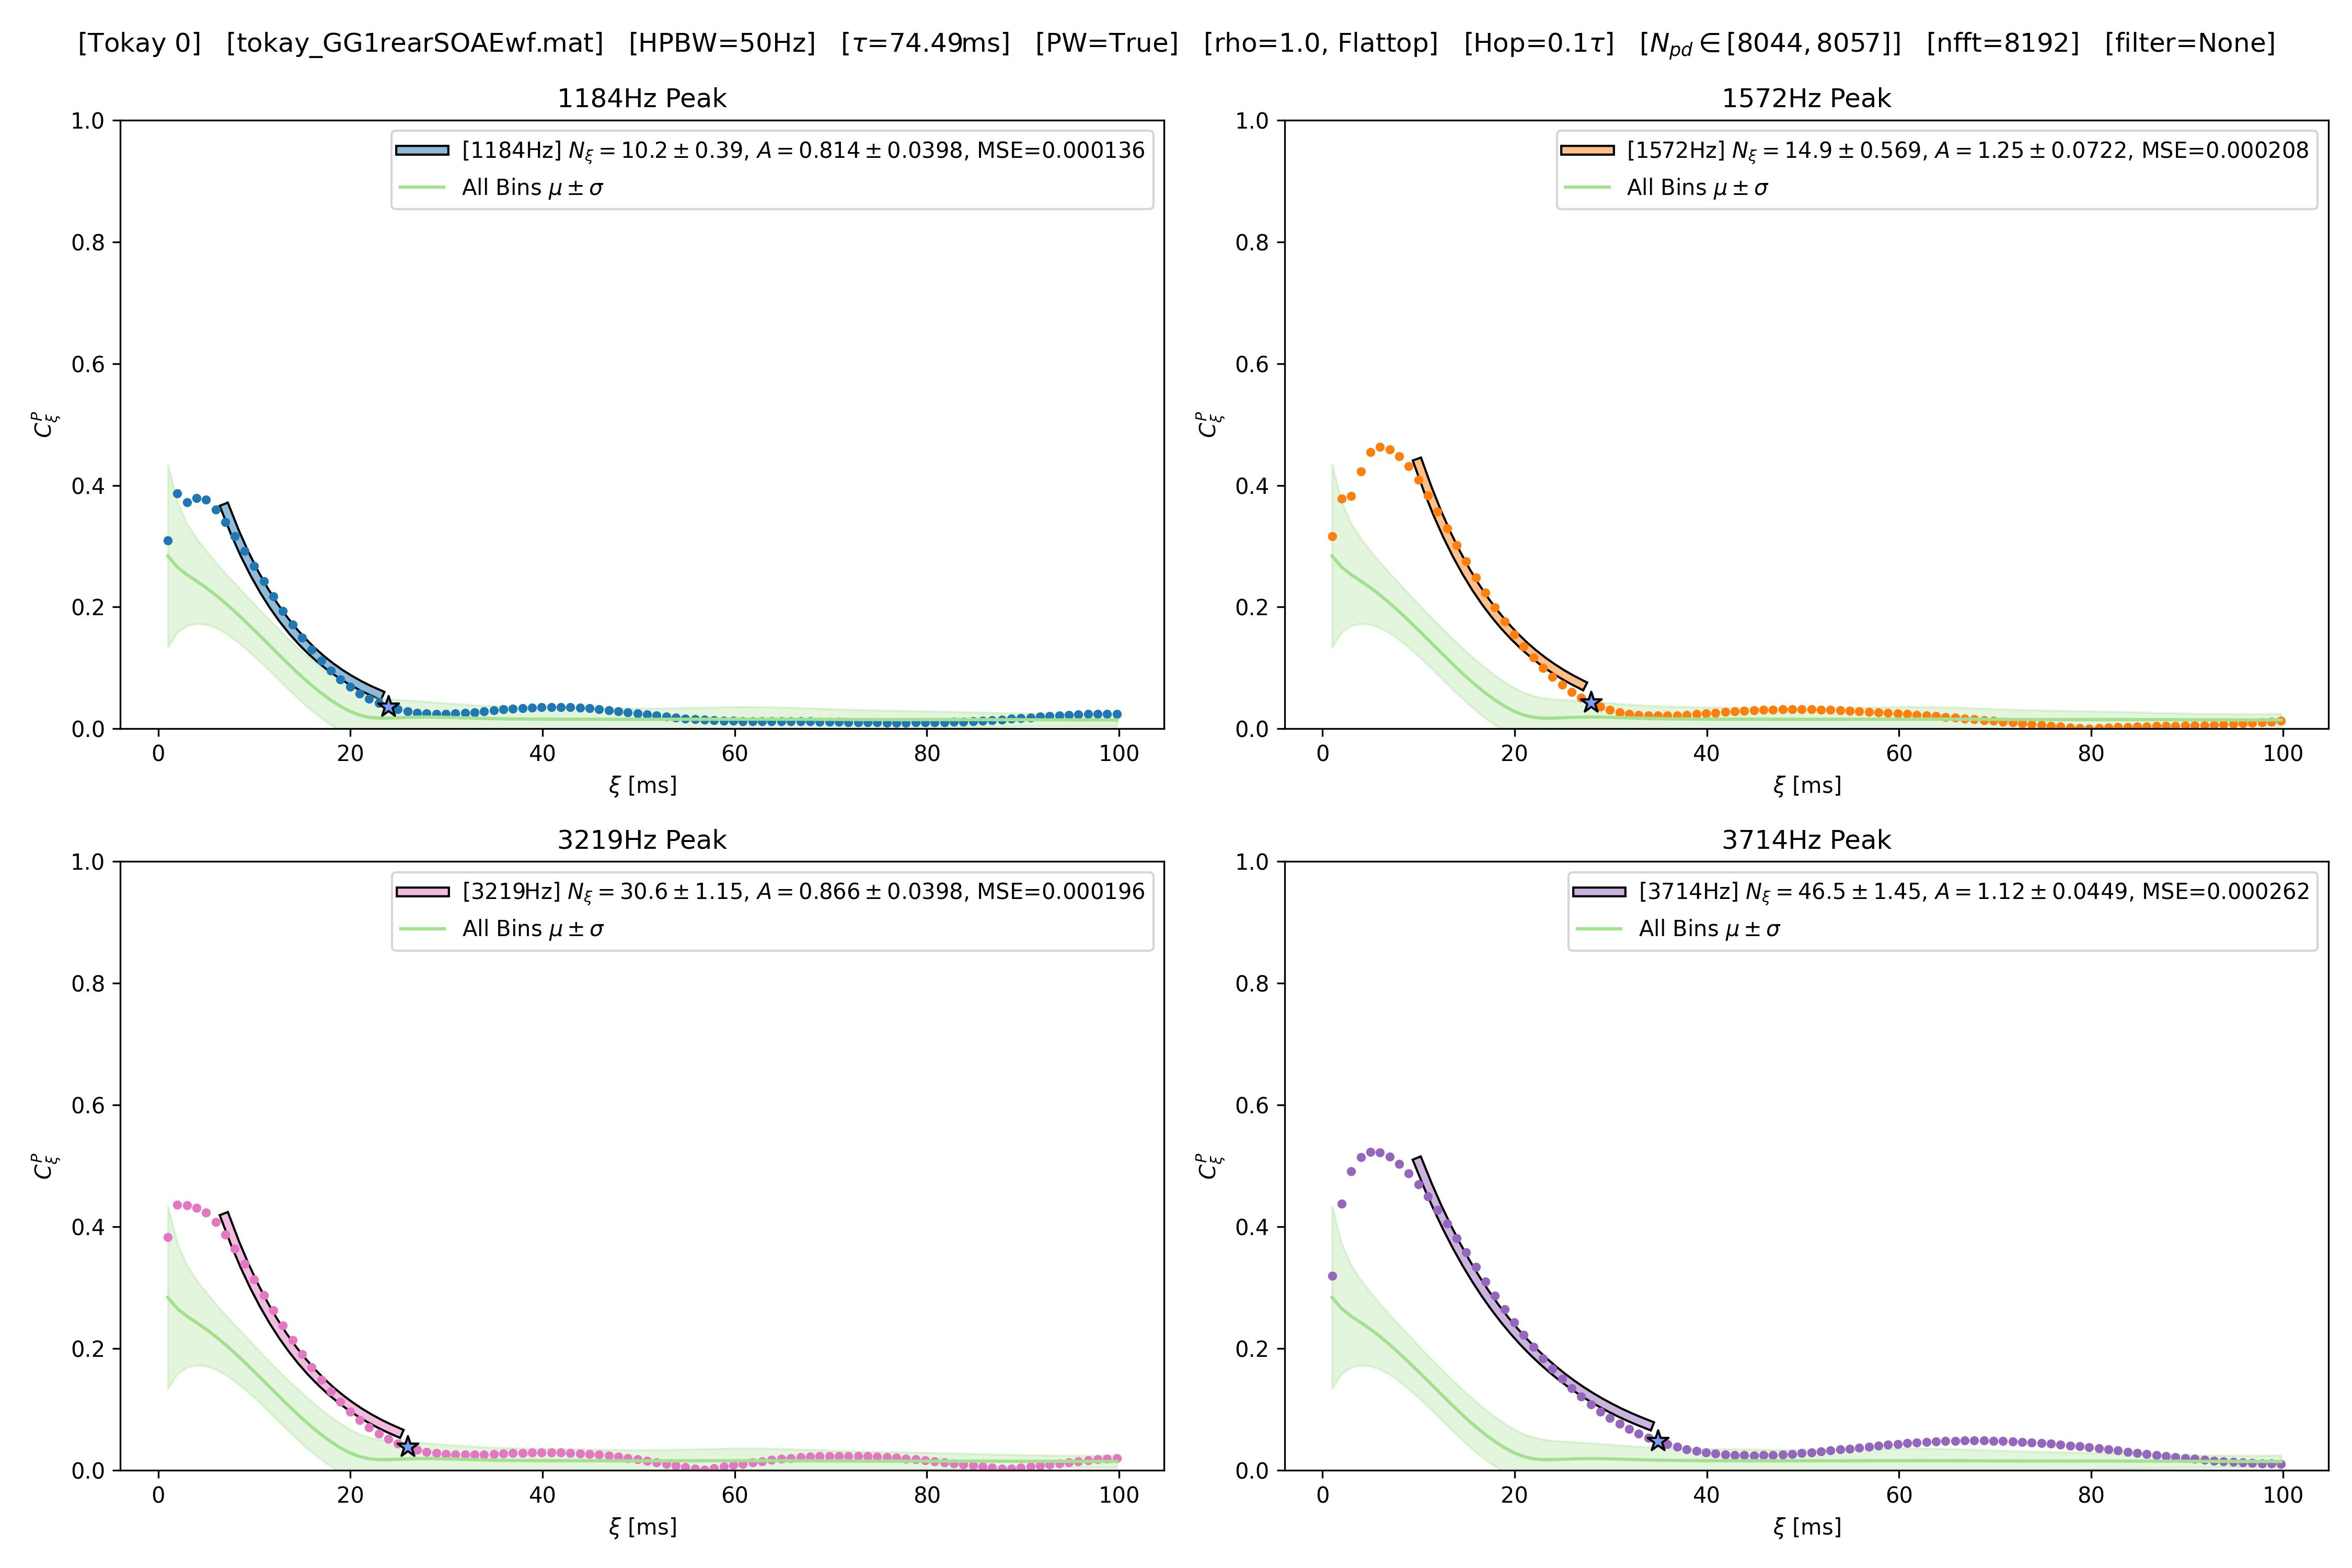 [Tokay 0] [tokay_GG1rearSOAEwf.mat] [HPBW=50Hz] [τ=74.49ms] [PW=True] [rho=1.0, Flattop] [Hop=0.1τ] [N_pd ∈ [8044, 8057]] [nfft=8192] [filter=None]
1184Hz Peak
[1184Hz] N_ξ = 10.2 ± 0.39, A = 0.814 ± 0.0398, MSE=0.000136
All Bins μ ± σ
1.0
0.8
0.6
0.4
0.2
0.0
C_ξ^P
0 20 40 60 80 100
ξ [ms]
1572Hz Peak
[1572Hz] N_ξ = 14.9 ± 0.569, A = 1.25 ± 0.0722, MSE=0.000208
All Bins μ ± σ
1.0
0.8
0.6
0.4
0.2
0.0
C_ξ^P
0 20 40 60 80 100
ξ [ms]
3219Hz Peak
[3219Hz] N_ξ = 30.6 ± 1.15, A = 0.866 ± 0.0398, MSE=0.000196
All Bins μ ± σ
1.0
0.8
0.6
0.4
0.2
0.0
C_ξ^P
0 20 40 60 80 100
ξ [ms]
3714Hz Peak
[3714Hz] N_ξ = 46.5 ± 1.45, A = 1.12 ± 0.0449, MSE=0.000262
All Bins μ ± σ
1.0
0.8
0.6
0.4
0.2
0.0
C_ξ^P
0 20 40 60 80 100
ξ [ms]